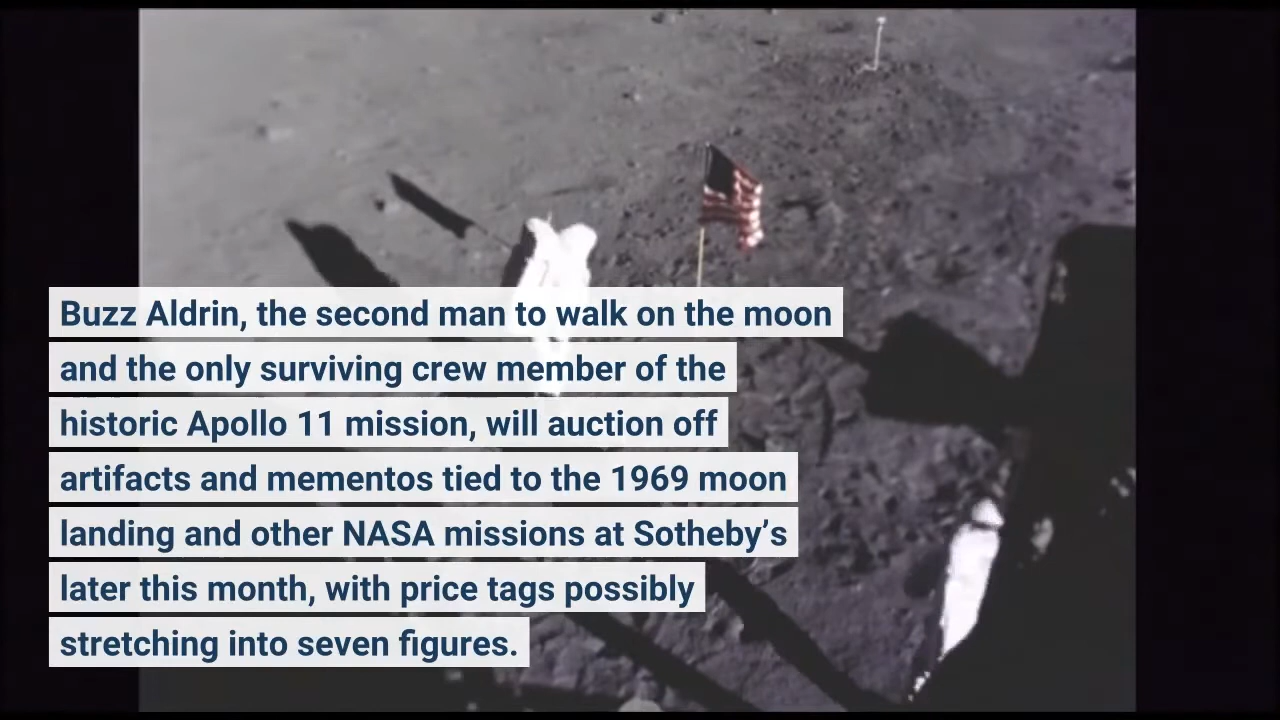 Buzz Aldrin, the second man to walk on the moon
and the only surviving crew member of the
historic Apollo 11 mission, will auction off
artifacts and mementos tied to the 1969 moon
landing and other NASA missions at Sotheby’s
later this month, with price tags possibly
stretching into seven figures.